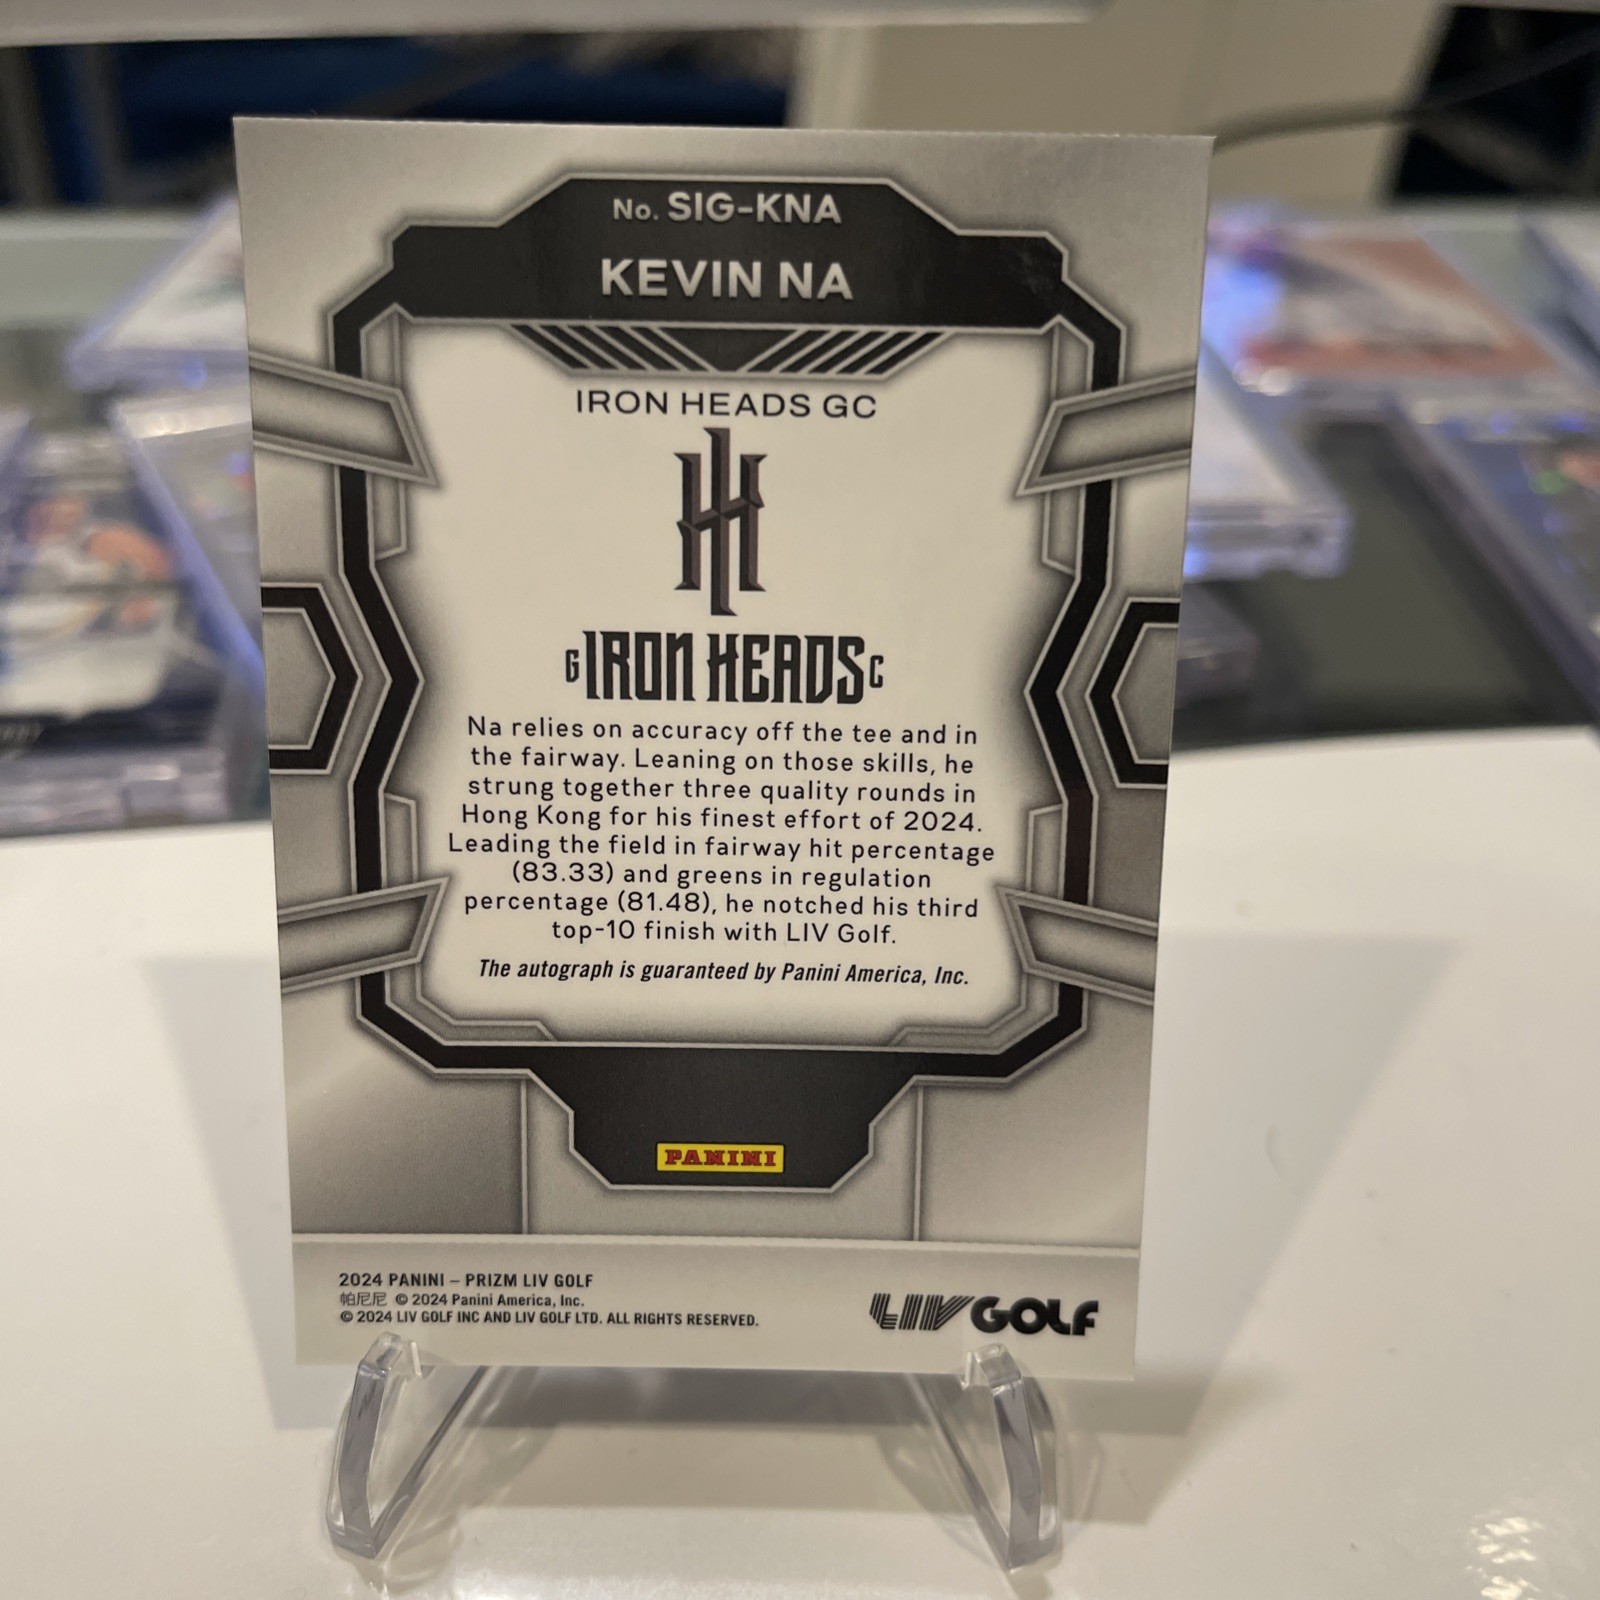 No. SIG-KNA
KEVIN NA
IRON HEADS GC
G IRON HEADS C
Na relies on accuracy off the tee and in
the fairway. Leaning on those skills, he
strung together three quality rounds in
Hong Kong for his finest effort of 2024.
Leading the field in fairway hit percentage
(83.33) and greens in regulation
percentage (81.48), he notched his third
top-10 finish with LIV Golf.
The autograph is guaranteed by Panini America, Inc.
PANINI
2024 PANINI – PRIZM LIV GOLF
帕尼尼 © 2024 Panini America, Inc.
© 2024 LIV GOLF INC AND LIV GOLF LTD. ALL RIGHTS RESERVED.
LIV GOLF